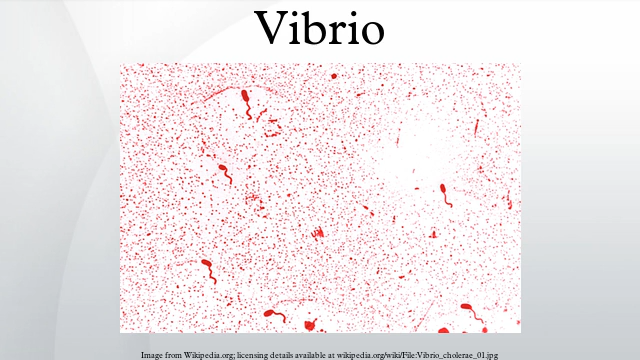 Vibrio
Image from Wikipedia.org; licensing details available at wikipedia.org/wiki/File:Vibrio_cholerae_01.jpg